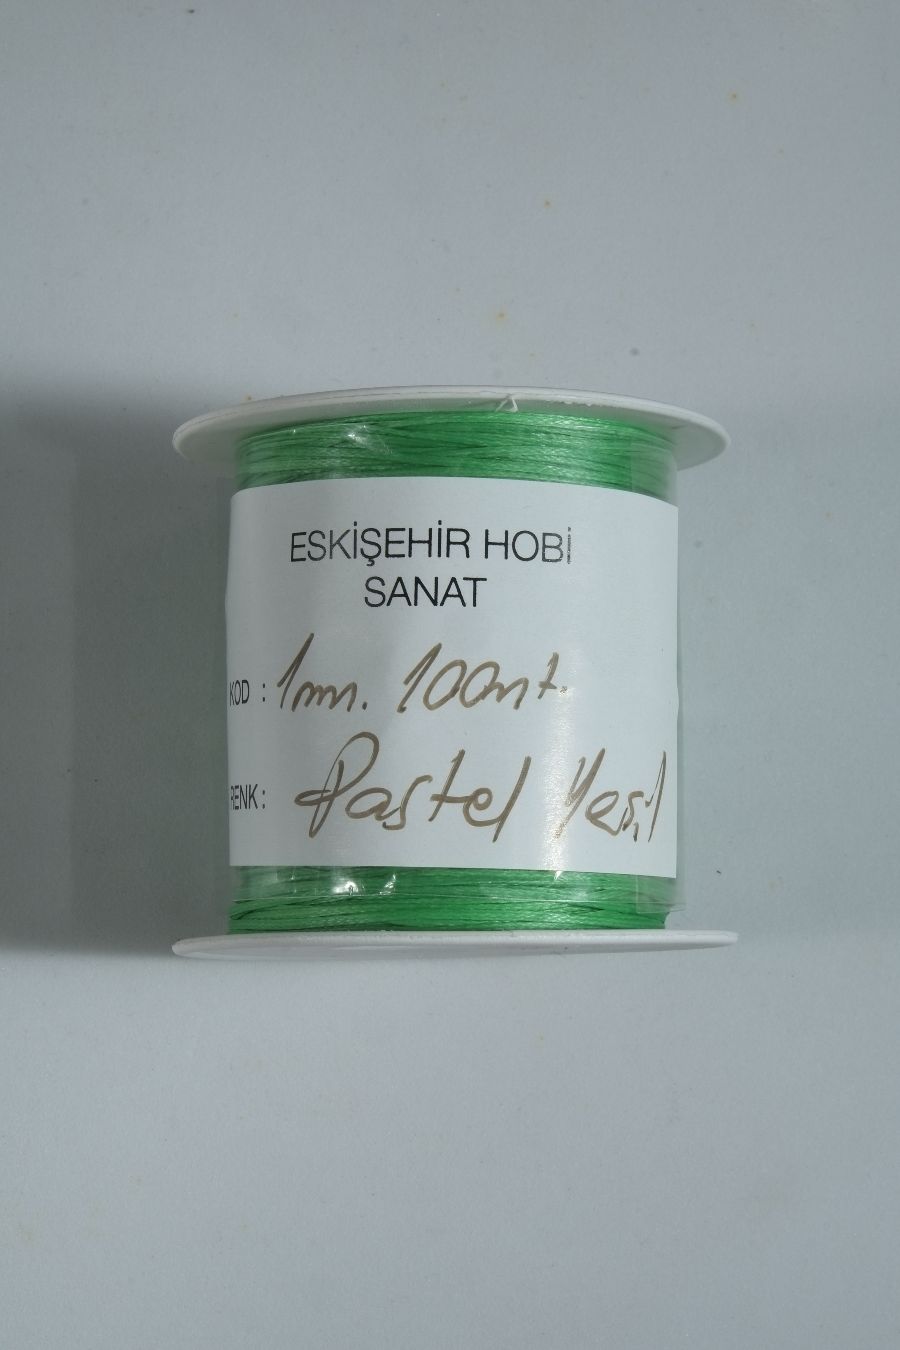 ESKİŞEHİR HOBİ
SANAT
KOD : 1mm. 100mt.
RENK : Pastel Yeşil